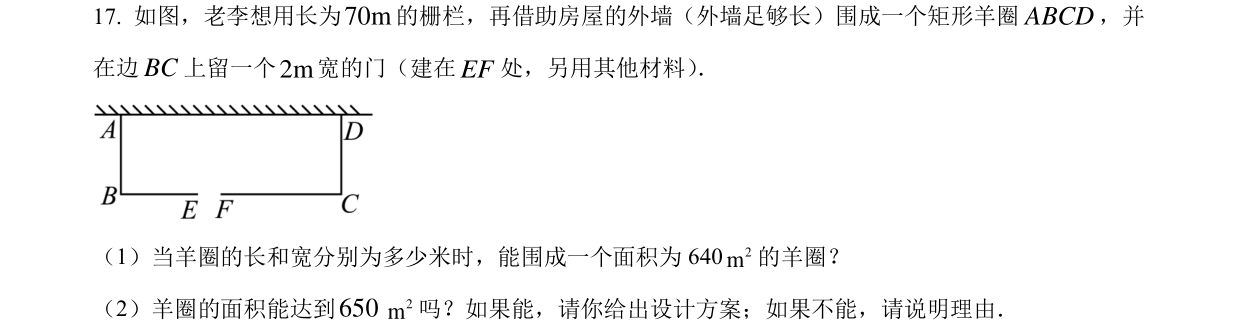 17. 如图，老李想用长为70m的栅栏，再借助房屋的外墙（外墙足够长）围成一个矩形羊圈ABCD，并
在边BC上留一个2m宽的门（建在EF处，另用其他材料）.
A
D
B
E F
C
（1）当羊圈的长和宽分别为多少米时，能围成一个面积为640m²的羊圈？
（2）羊圈的面积能达到650 m²吗？如果能，请你给出设计方案；如果不能，请说明理由.